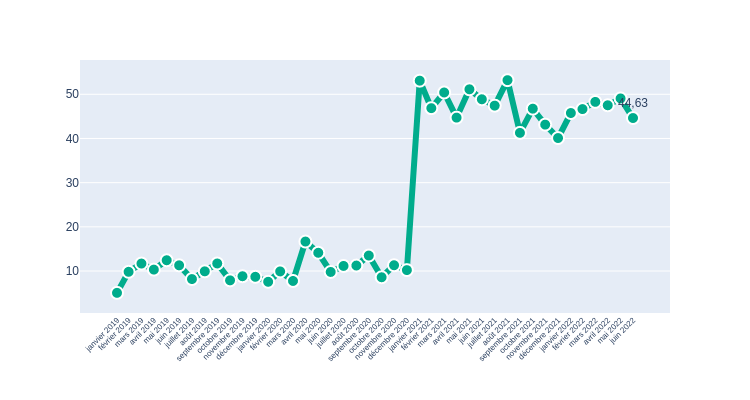 50
44,63
40
30
20
10
janvier 2019
février 2019
mars 2019
avril 2019
mai 2019
juin 2019
juillet 2019
août 2019
septembre 2019
octobre 2019
novembre 2019
décembre 2019
janvier 2020
février 2020
mars 2020
avril 2020
mai 2020
juin 2020
juillet 2020
août 2020
septembre 2020
octobre 2020
novembre 2020
décembre 2020
janvier 2021
février 2021
mars 2021
avril 2021
mai 2021
juin 2021
juillet 2021
août 2021
septembre 2021
octobre 2021
novembre 2021
décembre 2021
janvier 2022
février 2022
mars 2022
avril 2022
mai 2022
juin 2022